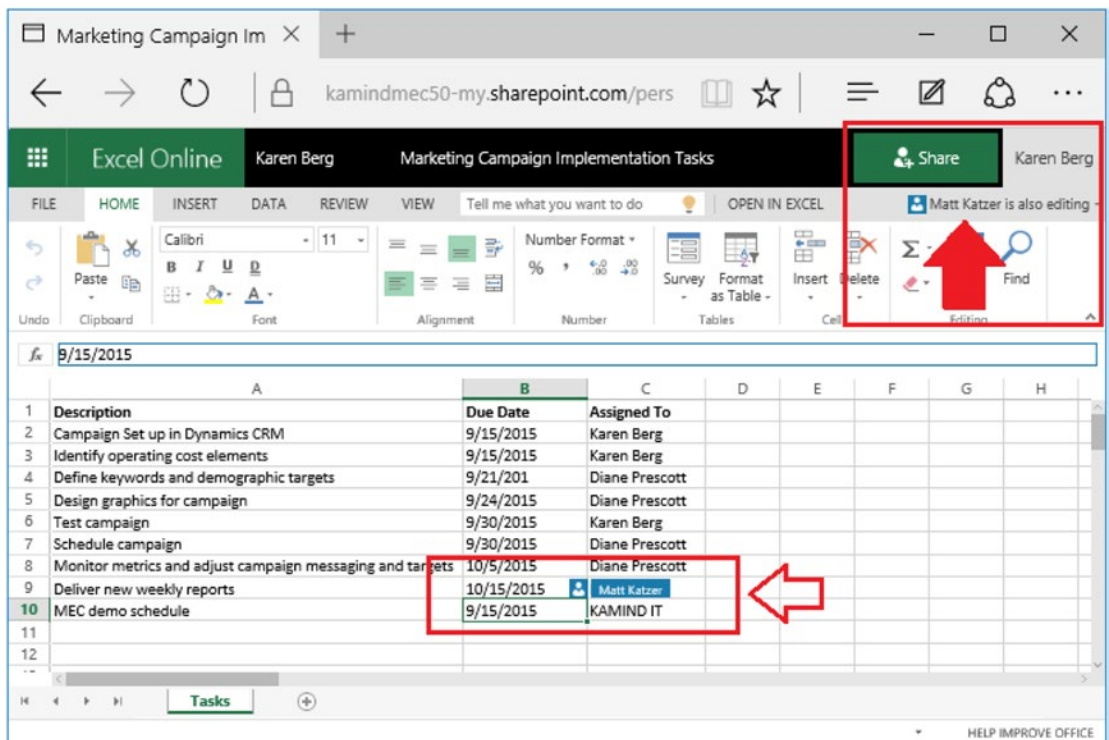 Marketing Campaign Im
kamindmec50-my.sharepoint.com/pers
Excel Online Karen Berg Marketing Campaign Implementation Tasks Share Karen Berg
FILE HOME INSERT DATA REVIEW VIEW Tell me what you want to do OPEN IN EXCEL Matt Katzer is also editing
Calibri 11 Number Format
Paste B I U D % , .00 .00 Survey Format as Table Insert Delete Σ Find
Undo Clipboard Font Alignment Number Tables Cell Editing
fx 9/15/2015
A B C D E F G H
1 Description Due Date Assigned To
2 Campaign Set up in Dynamics CRM 9/15/2015 Karen Berg
3 Identify operating cost elements 9/15/2015 Karen Berg
4 Define keywords and demographic targets 9/21/201 Diane Prescott
5 Design graphics for campaign 9/24/2015 Diane Prescott
6 Test campaign 9/30/2015 Karen Berg
7 Schedule campaign 9/30/2015 Diane Prescott
8 Monitor metrics and adjust campaign messaging and targets 10/5/2015 Diane Prescott
9 Deliver new weekly reports 10/15/2015 Matt Katzer
10 MEC demo schedule 9/15/2015 KAMIND IT
11
12
Tasks
HELP IMPROVE OFFICE